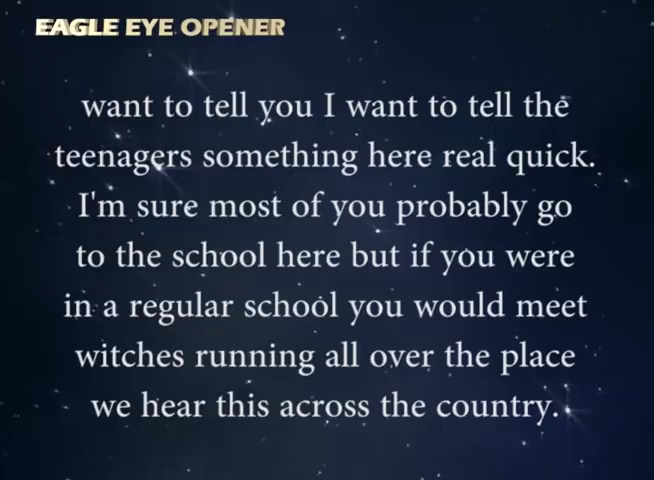 EAGLE EYE OPENER
want to tell you I want to tell the
teenagers something here real quick.
I'm sure most of you probably go
to the school here but if you were
in a regular school you would meet
witches running all over the place
we hear this across the country.